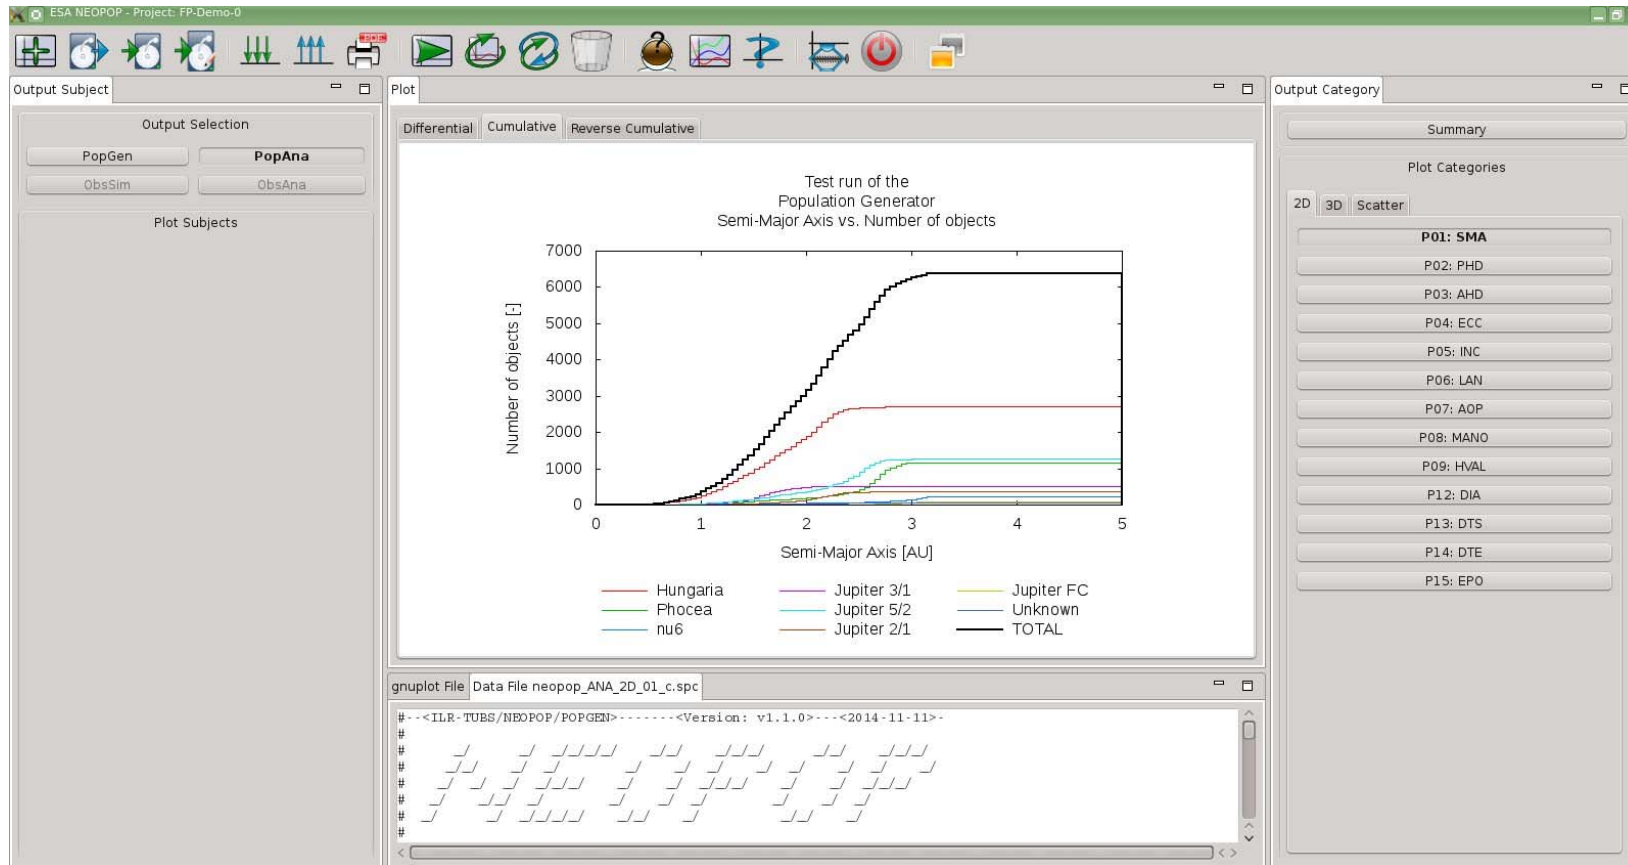 ESA NEOPOP - Project: FP-Demo-0
PDF
Output Subject
Output Selection
PopGen
PopAna
ObsSim
ObsAna
Plot Subjects
Plot
Differential
Cumulative
Reverse Cumulative
Test run of the
Population Generator
Semi-Major Axis vs. Number of objects
Number of objects [-]
7000
6000
5000
4000
3000
2000
1000
0
0 1 2 3 4 5
Semi-Major Axis [AU]
Hungaria
Phocea
nu6
Jupiter 3/1
Jupiter 5/2
Jupiter 2/1
Jupiter FC
Unknown
TOTAL
gnuplot File
Data File neopop_ANA_2D_01_c.spc
#--<ILR-TUBS/NEOPOP/POPGEN>-------<Version: v1.1.0>---<2014-11-11>-
#
#
#
#
#
#
#
NEOPOP
Output Category
Summary
Plot Categories
2D
3D
Scatter
P01: SMA
P02: PHD
P03: AHD
P04: ECC
P05: INC
P06: LAN
P07: AOP
P08: MANO
P09: HVAL
P12: DIA
P13: DTS
P14: DTE
P15: EPO